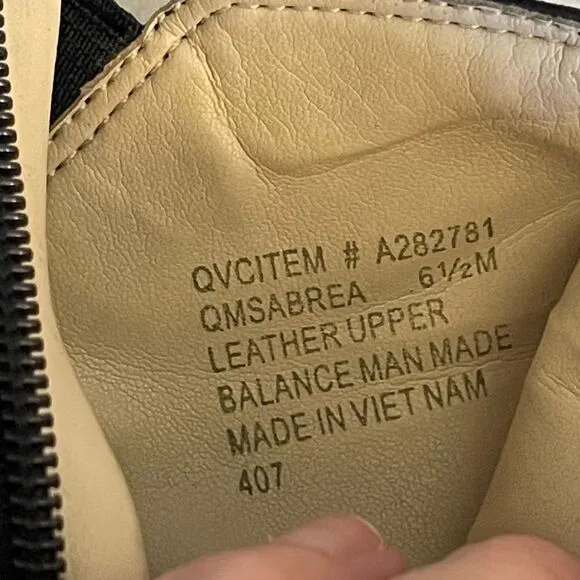 QVCITEM # A282781
QMSABREA 6½M
LEATHER UPPER
BALANCE MAN MADE
MADE IN VIET NAM
407